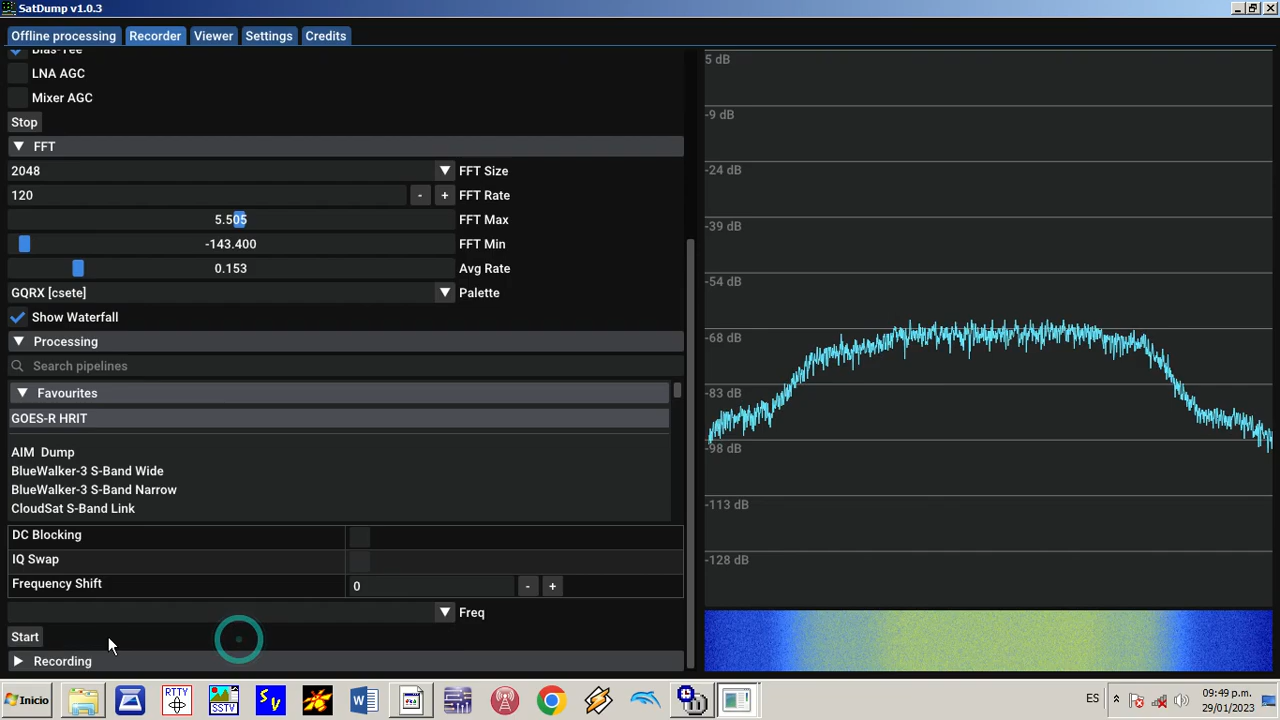 SatDump v1.0.3
Offline processing
Recorder
Viewer
Settings
Credits
Bias-Tee
LNA AGC
Mixer AGC
Stop
FFT
2048 FFT Size
120 - + FFT Rate
5.505 FFT Max
-143.400 FFT Min
0.153 Avg Rate
GQRX [csete] Palette
Show Waterfall
Processing
Search pipelines
Favourites
GOES-R HRIT
AIM Dump
BlueWalker-3 S-Band Wide
BlueWalker-3 S-Band Narrow
CloudSat S-Band Link
DC Blocking
IQ Swap
Frequency Shift 0 - +
Freq
Start
Recording
5 dB
-9 dB
-24 dB
-39 dB
-54 dB
-68 dB
-83 dB
-98 dB
-113 dB
-128 dB
Inicio
RTTY
SSTV
S V
W
ES
09:49 p.m.
29/01/2023